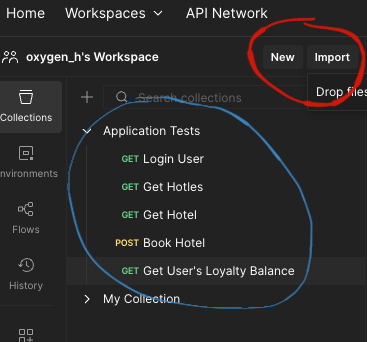 Home Workspaces API Network
oxygen_h's Workspace New Import
Drop files
Search collections
Collections
Application Tests
GET Login User
nvironments
GET Get Hotles
GET Get Hotel
Flows
POST Book Hotel
GET Get User's Loyalty Balance
History
My Collection